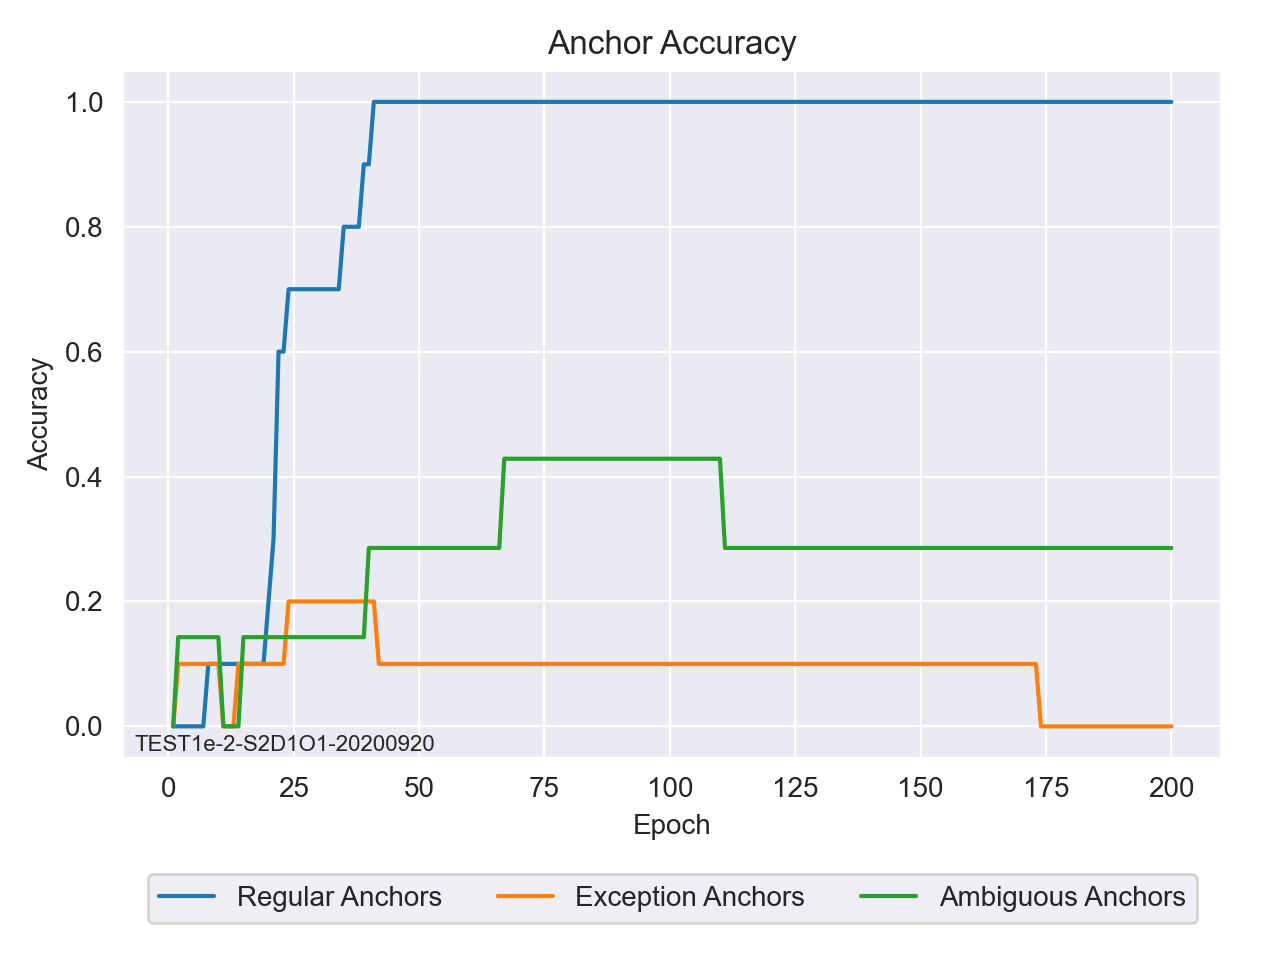 Anchor Accuracy
1.0
0.8
0.6
0.4
0.2
0.0
Accuracy
TEST1e-2-S2D1O1-20200920
0 25 50 75 100 125 150 175 200
Epoch
Regular Anchors Exception Anchors Ambiguous Anchors